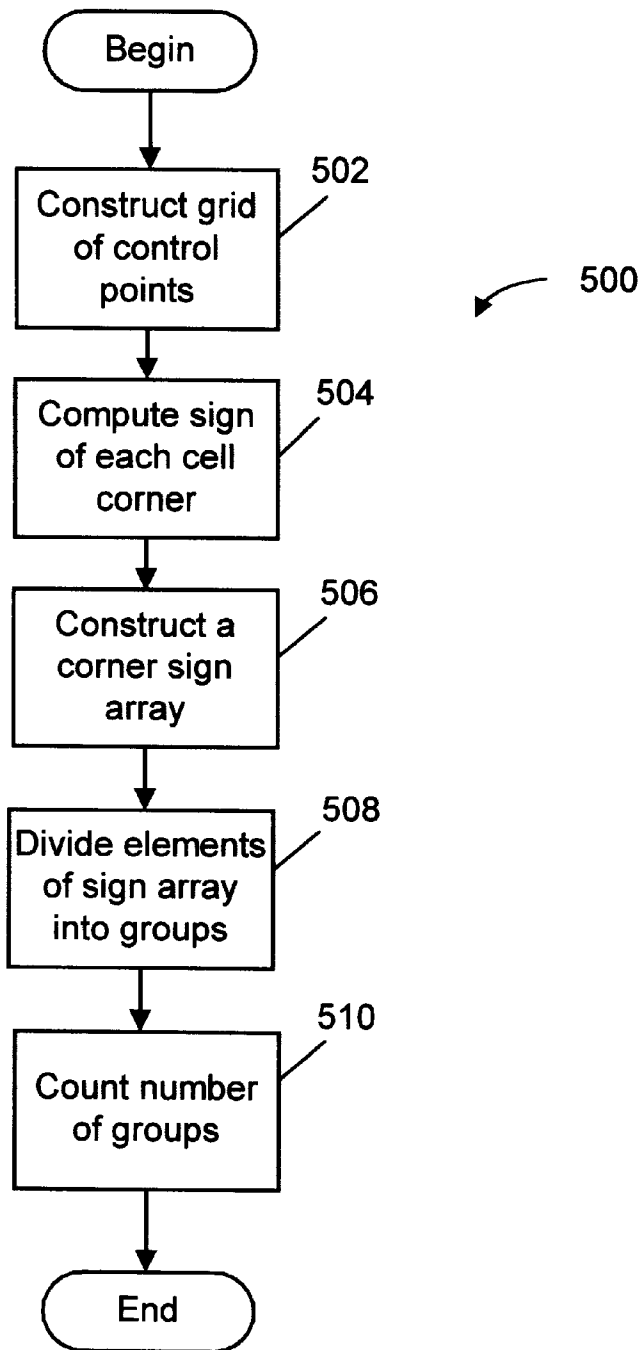 Begin
502
Construct grid
of control
points
500
504
Compute sign
of each cell
corner
506
Construct a
corner sign
array
508
Divide elements
of sign array
into groups
510
Count number
of groups
End